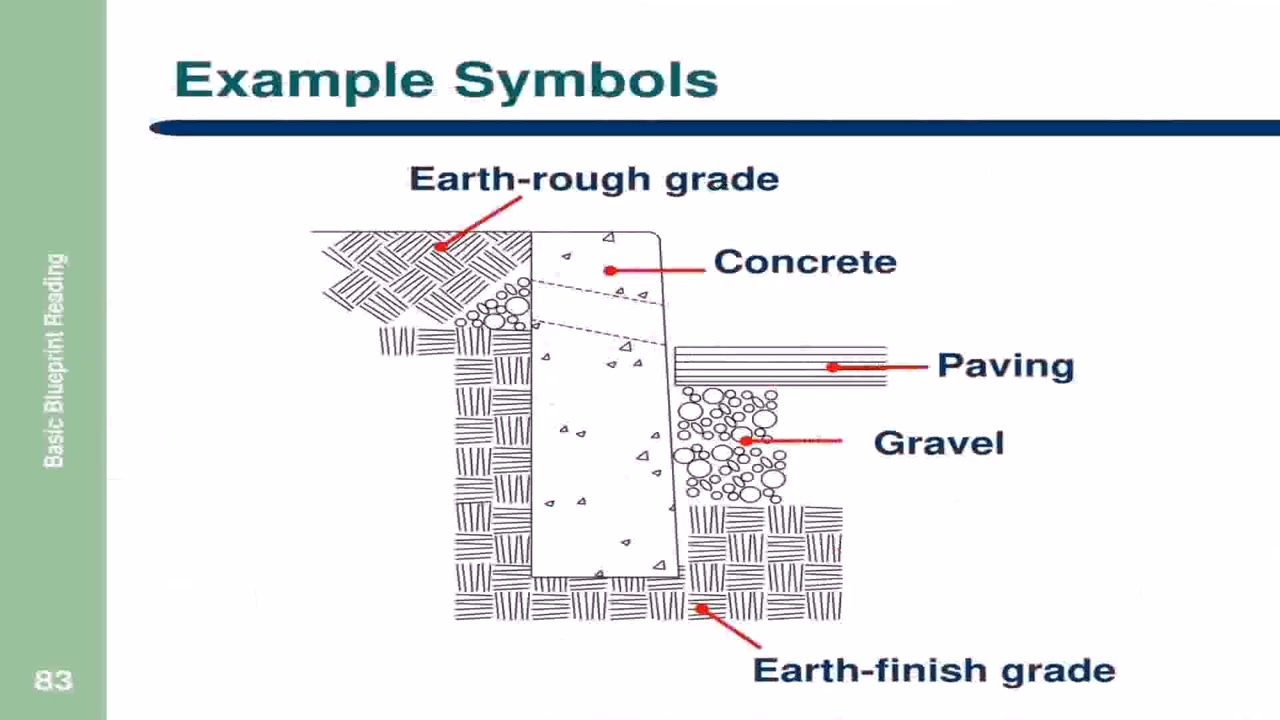 Example Symbols
Earth-rough grade
Concrete
Paving
Gravel
Earth-finish grade
Basic Blueprint Reading
83